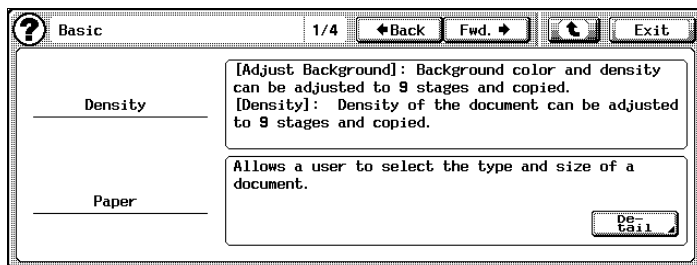 ? Basic 1/4 ←Back Fwd.→ Exit
[Adjust Background]: Background color and density
can be adjusted to 9 stages and copied.
Density
[Density]: Density of the document can be adjusted
to 9 stages and copied.
Allows a user to select the type and size of a
document.
Paper
De-
tail